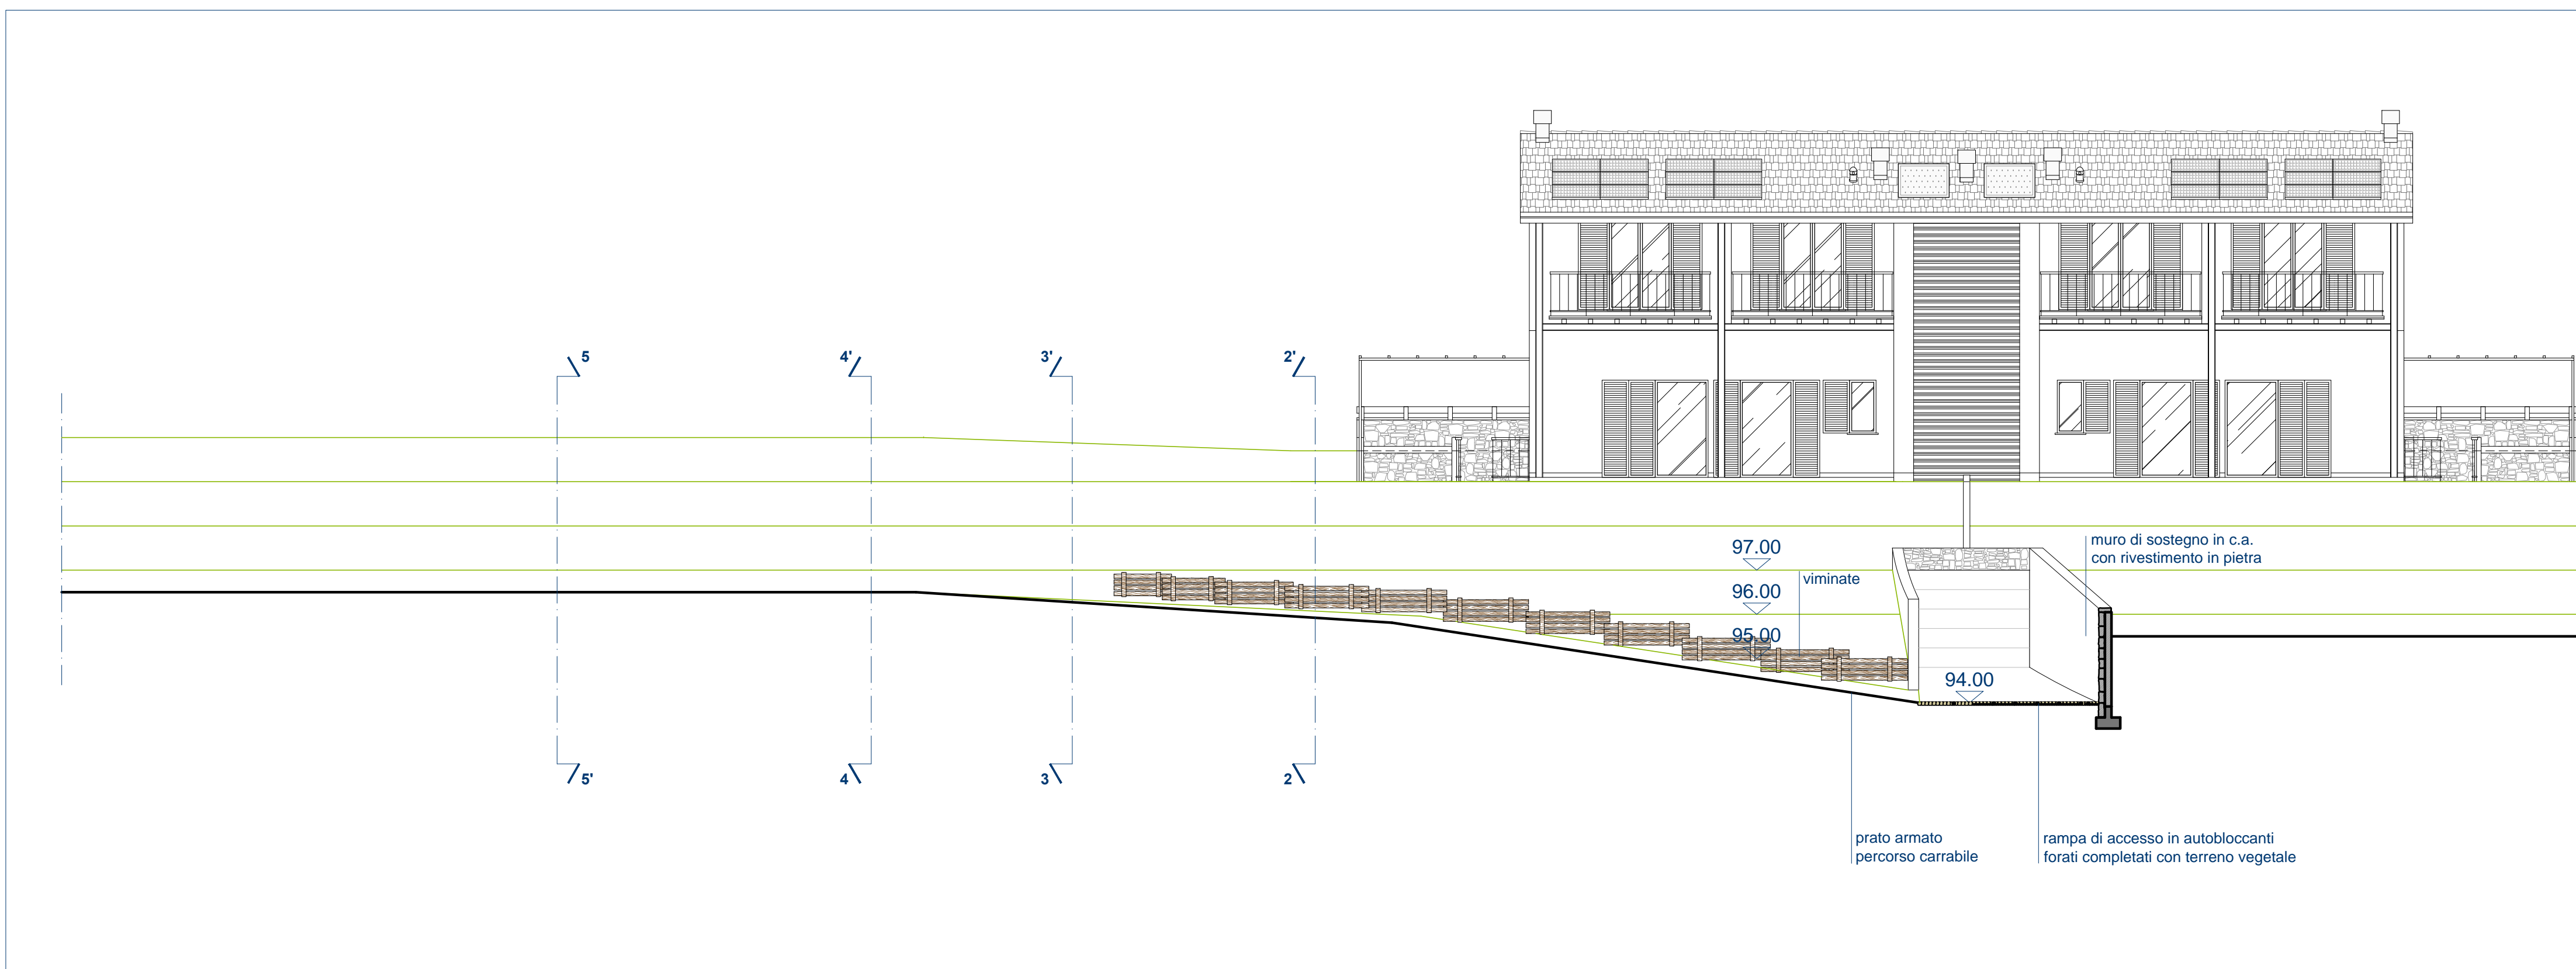 5
4'
3'
2'
97.00
96.00
95.00
94.00
viminate
muro di sostegno in c.a.
con rivestimento in pietra
5'
4
3
2
prato armato
percorso carrabile
rampa di accesso in autobloccanti
forati completati con terreno vegetale